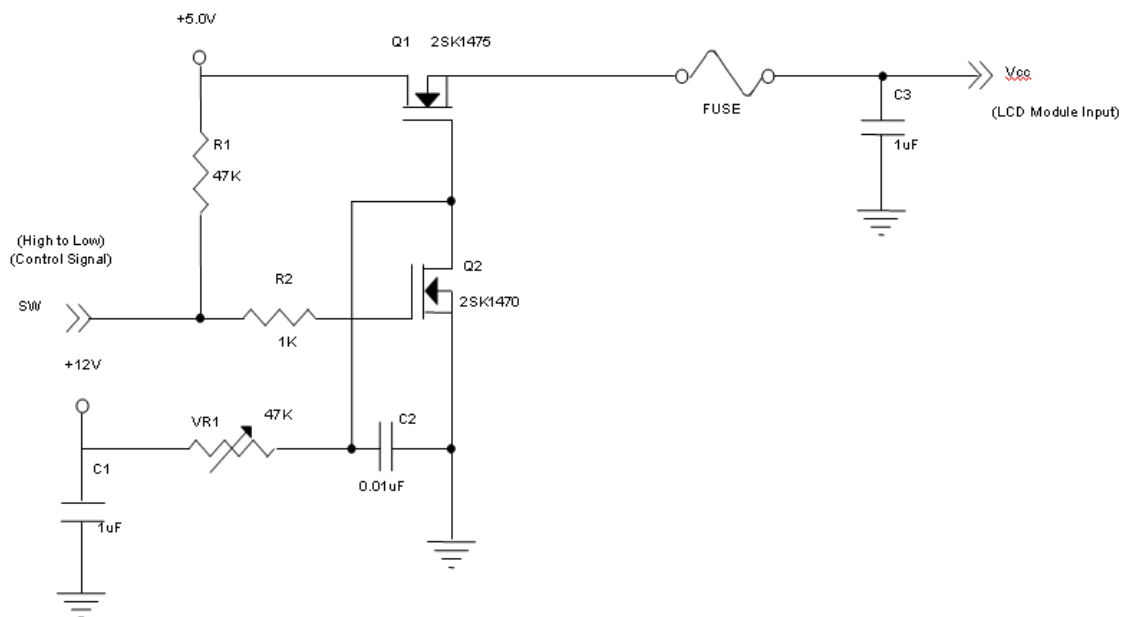 +5.0V
Q1 2SK1475
Vcc
C3
FUSE
(LCD Module Input)
R1
47K
1uF
(High to Low)
(Control Signal)
R2
Q2
SW
2SK1470
1K
+12V
VR1
47K
C2
C1
0.01uF
1uF